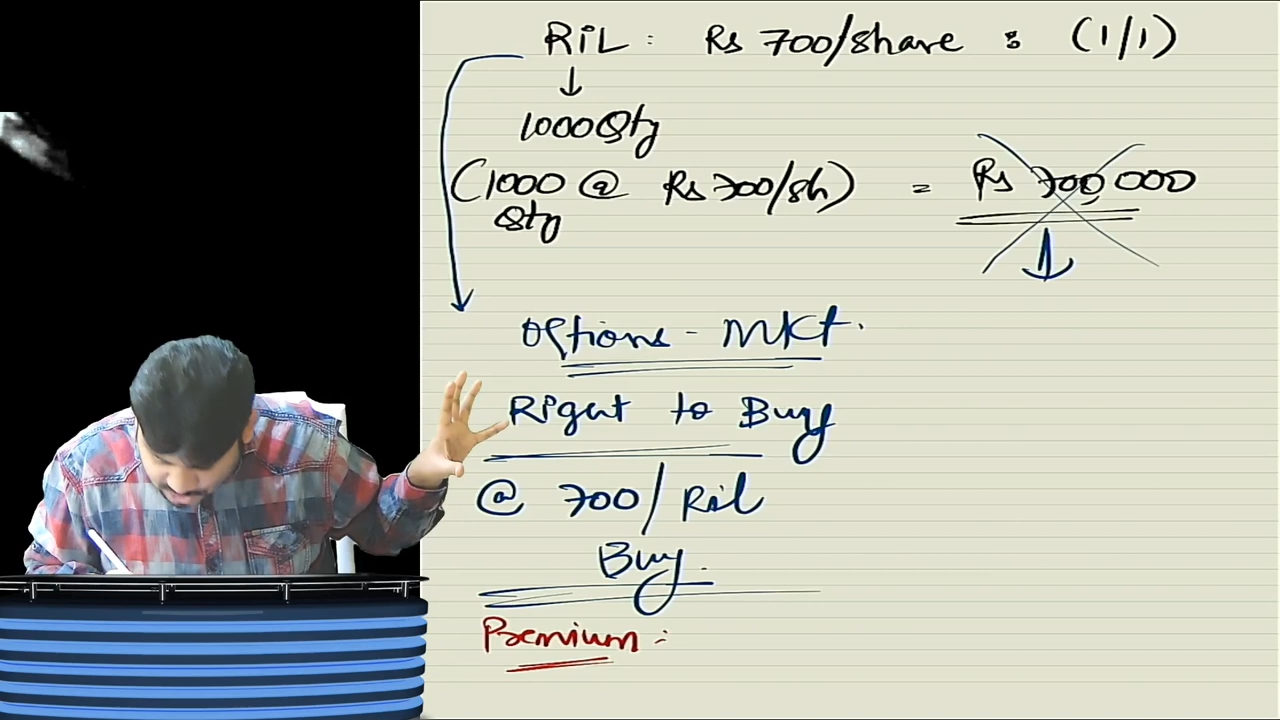 RIL : Rs 700/share : (1/1)
1000 Qty
(1000 @ Rs 700/sh) = Rs 700,000
Qty
Options - MKt.
Right to Buy
@ 700/Ril
Buy.
Premium :